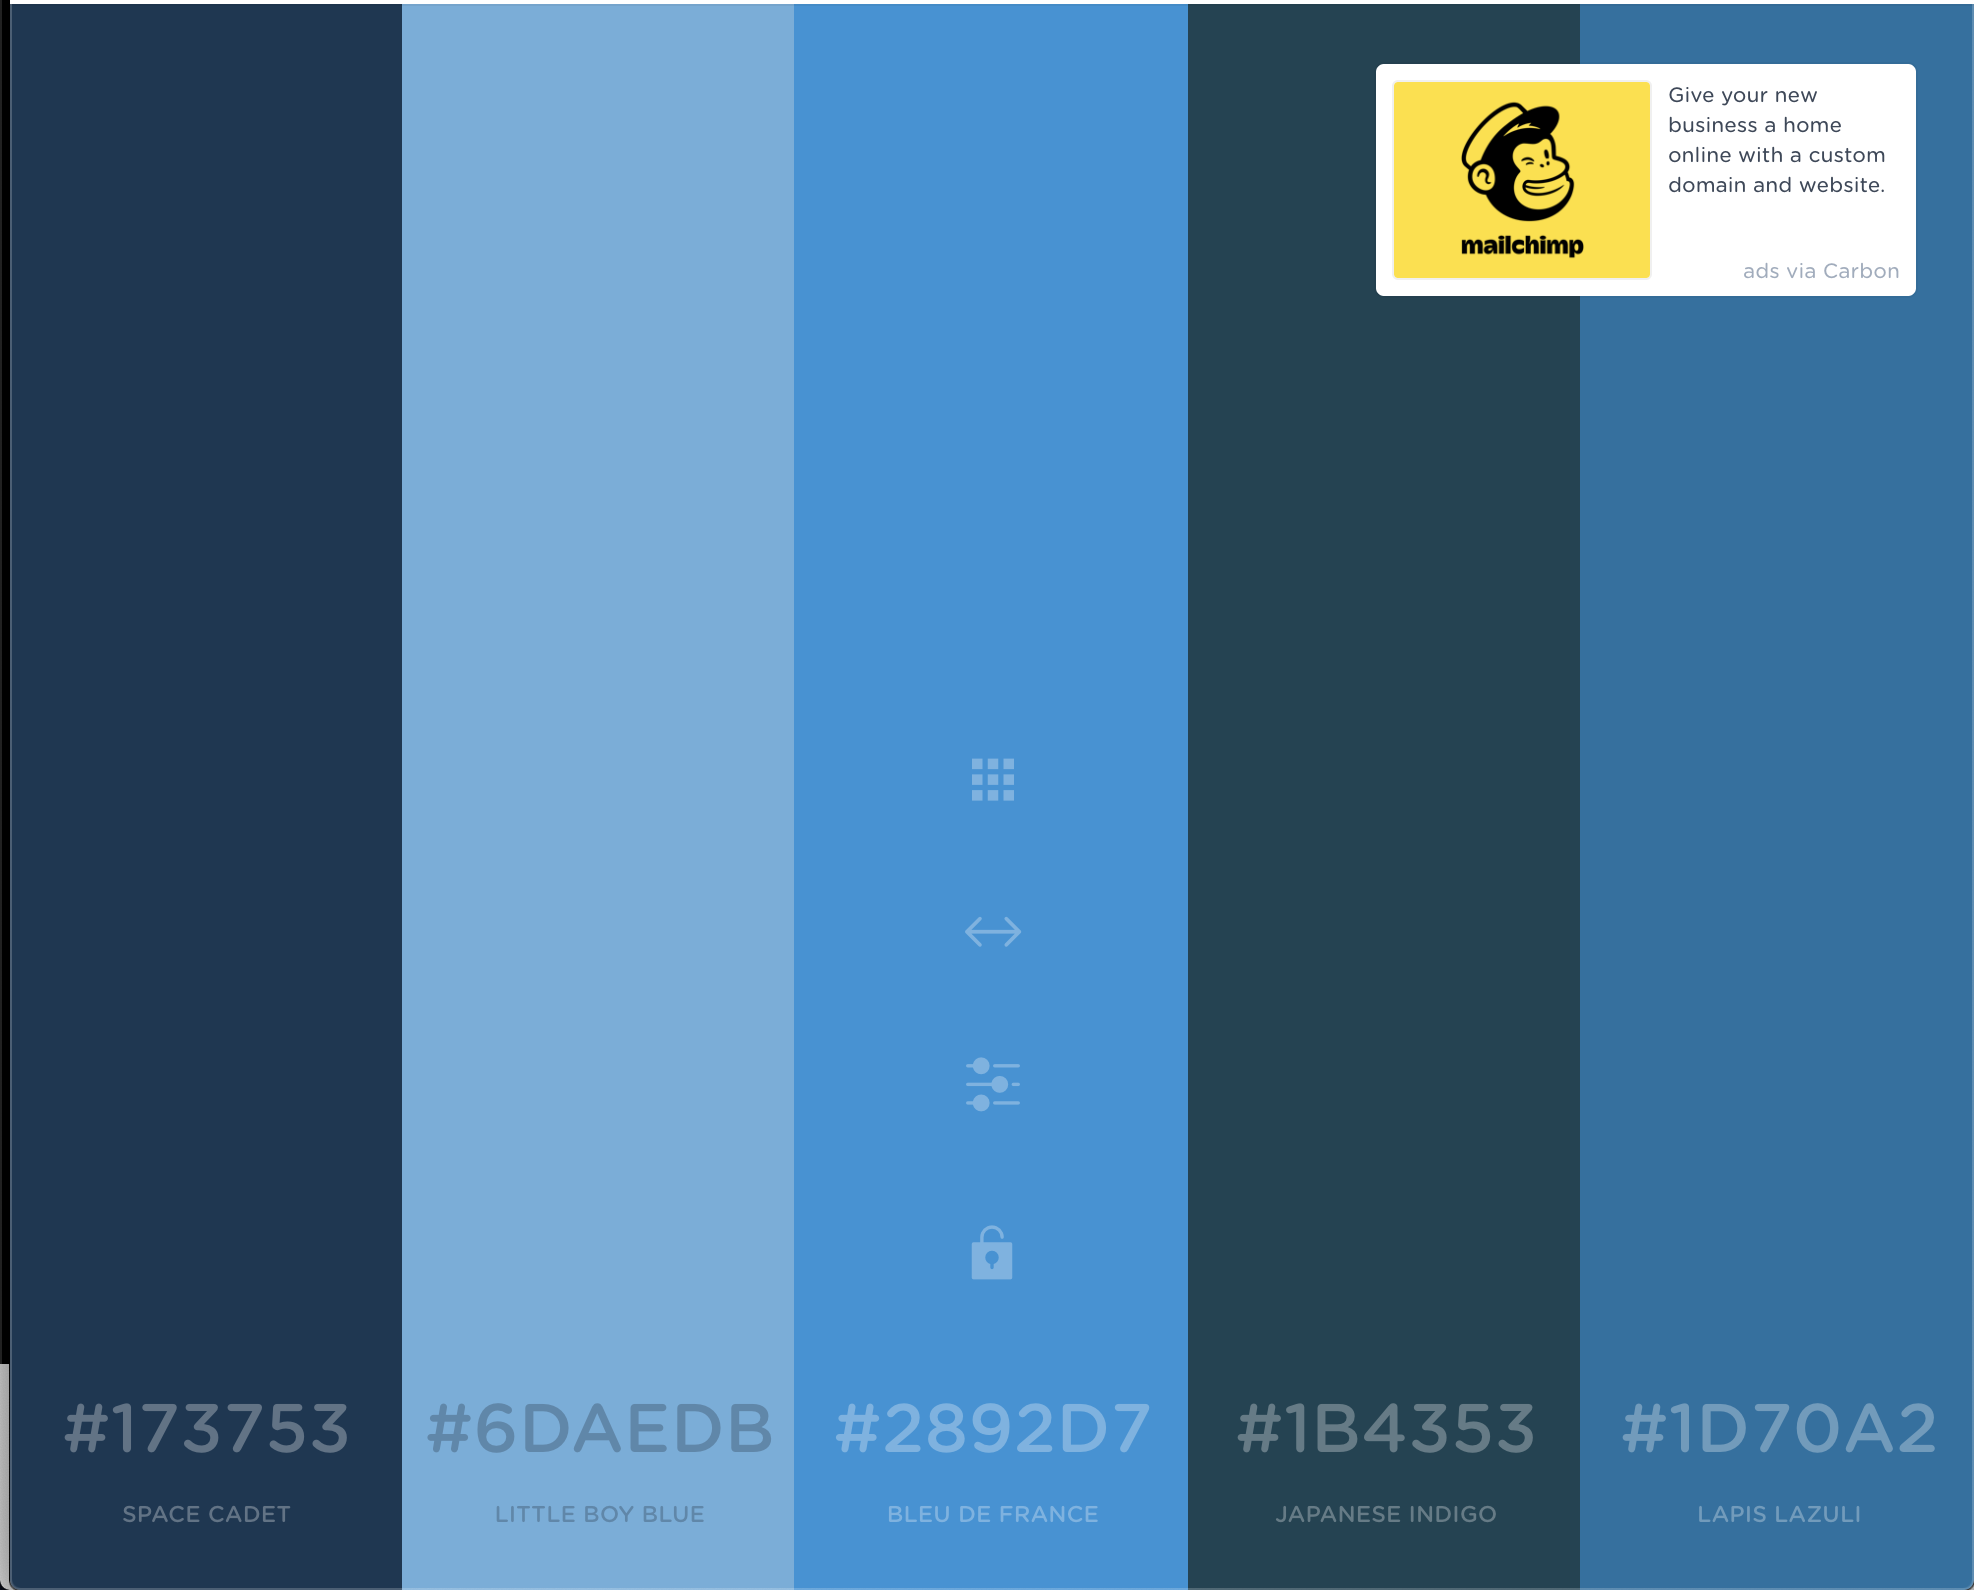 Give your new
business a home
online with a custom
domain and website.
mailchimp
ads via Carbon
#173753
#6DAEDB
#2892D7
#1B4353
#1D70A2
SPACE CADET
LITTLE BOY BLUE
BLEU DE FRANCE
JAPANESE INDIGO
LAPIS LAZULI